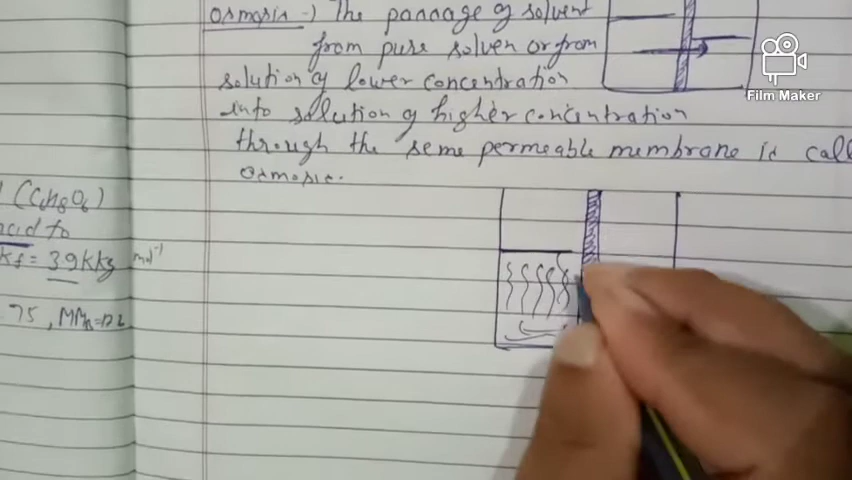 osmosis -) The passage of solvent
from pure solven or from
solution of lower concentration
into solution of higher concentration
through the seme permeable membrane is call
osmosis.
(C6H8O6)
acid to
Kf = 3.9 K kg mol⁻¹
75, MM
Film Maker